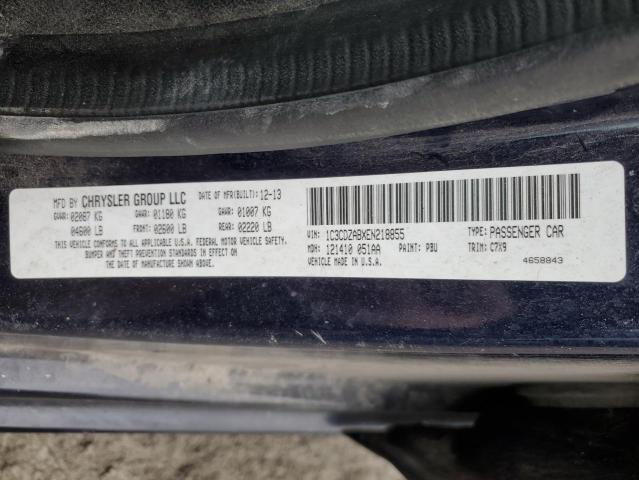 MFD BY CHRYSLER GROUP LLC DATE OF MFR(BUILT): 12-13
GVWR: 02087 KG GAWR: 01180 KG GAWR: 01007 KG
04600 LB FRONT: 02600 LB REAR: 02220 LB
THIS VEHICLE CONFORMS TO ALL APPLICABLE U.S.A. FEDERAL MOTOR VEHICLE SAFETY,
BUMPER AND THEFT PREVENTION STANDARDS IN EFFECT ON
THE DATE OF MANUFACTURE SHOWN ABOVE.
VIN: 1C3CDZABXEN218855 TYPE: PASSENGER CAR
MDH: 121410 051AA PAINT: PBU TRIM: C7X9
VEHICLE MADE IN U.S.A. 4658843